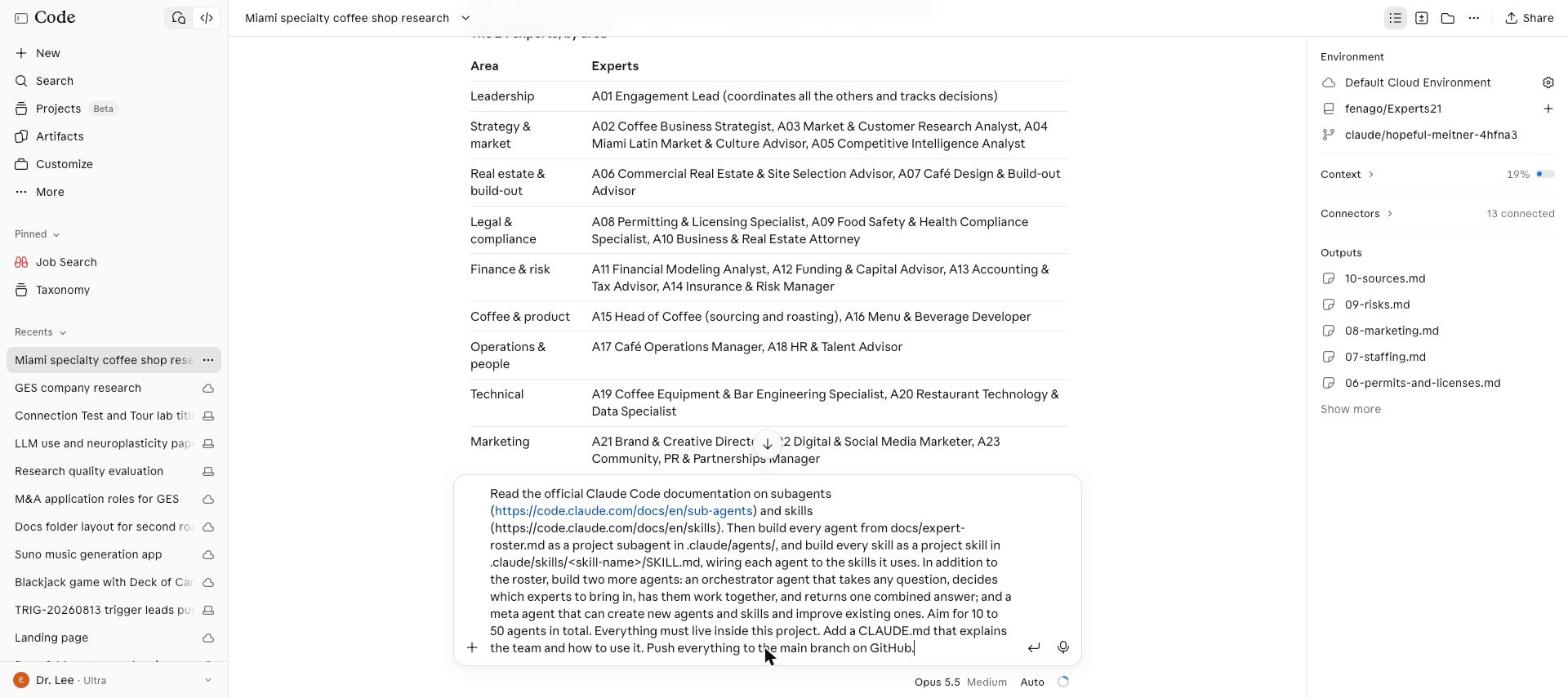 Code
New
Search
Projects Beta
Artifacts
Customize
More
Pinned
Job Search
Taxonomy
Recents
Miami specialty coffee shop rese
GES company research
Connection Test and Tour lab titl
LLM use and neuroplasticity pap
Research quality evaluation
M&A application roles for GES
Docs folder layout for second ro
Suno music generation app
Blackjack game with Deck of Car
TRIG-20260813 trigger leads pu
Landing page
E Dr. Lee · Ultra
Miami specialty coffee shop research
Share
Area Experts
Leadership A01 Engagement Lead (coordinates all the others and tracks decisions)
Strategy & A02 Coffee Business Strategist, A03 Market & Customer Research Analyst, A04
market Miami Latin Market & Culture Advisor, A05 Competitive Intelligence Analyst
Real estate & A06 Commercial Real Estate & Site Selection Advisor, A07 Café Design & Build-out
build-out Advisor
Legal & A08 Permitting & Licensing Specialist, A09 Food Safety & Health Compliance
compliance Specialist, A10 Business & Real Estate Attorney
Finance & risk A11 Financial Modeling Analyst, A12 Funding & Capital Advisor, A13 Accounting &
Tax Advisor, A14 Insurance & Risk Manager
Coffee & product A15 Head of Coffee (sourcing and roasting), A16 Menu & Beverage Developer
Operations & A17 Café Operations Manager, A18 HR & Talent Advisor
people
Technical A19 Coffee Equipment & Bar Engineering Specialist, A20 Restaurant Technology &
Data Specialist
Marketing A21 Brand & Creative Directo 22 Digital & Social Media Marketer, A23
Community, PR & Partnerships Manager
Read the official Claude Code documentation on subagents
(https://code.claude.com/docs/en/sub-agents) and skills
(https://code.claude.com/docs/en/skills). Then build every agent from docs/expert-
roster.md as a project subagent in .claude/agents/, and build every skill as a project skill in
.claude/skills/<skill-name>/SKILL.md, wiring each agent to the skills it uses. In addition to
the roster, build two more agents: an orchestrator agent that takes any question, decides
which experts to bring in, has them work together, and returns one combined answer; and a
meta agent that can create new agents and skills and improve existing ones. Aim for 10 to
50 agents in total. Everything must live inside this project. Add a CLAUDE.md that explains
the team and how to use it. Push everything to the main branch on GitHub.
Opus 5.5 Medium Auto
Environment
Default Cloud Environment
fenago/Experts21
claude/hopeful-meitner-4hfna3
Context 19%
Connectors 13 connected
Outputs
10-sources.md
09-risks.md
08-marketing.md
07-staffing.md
06-permits-and-licenses.md
Show more